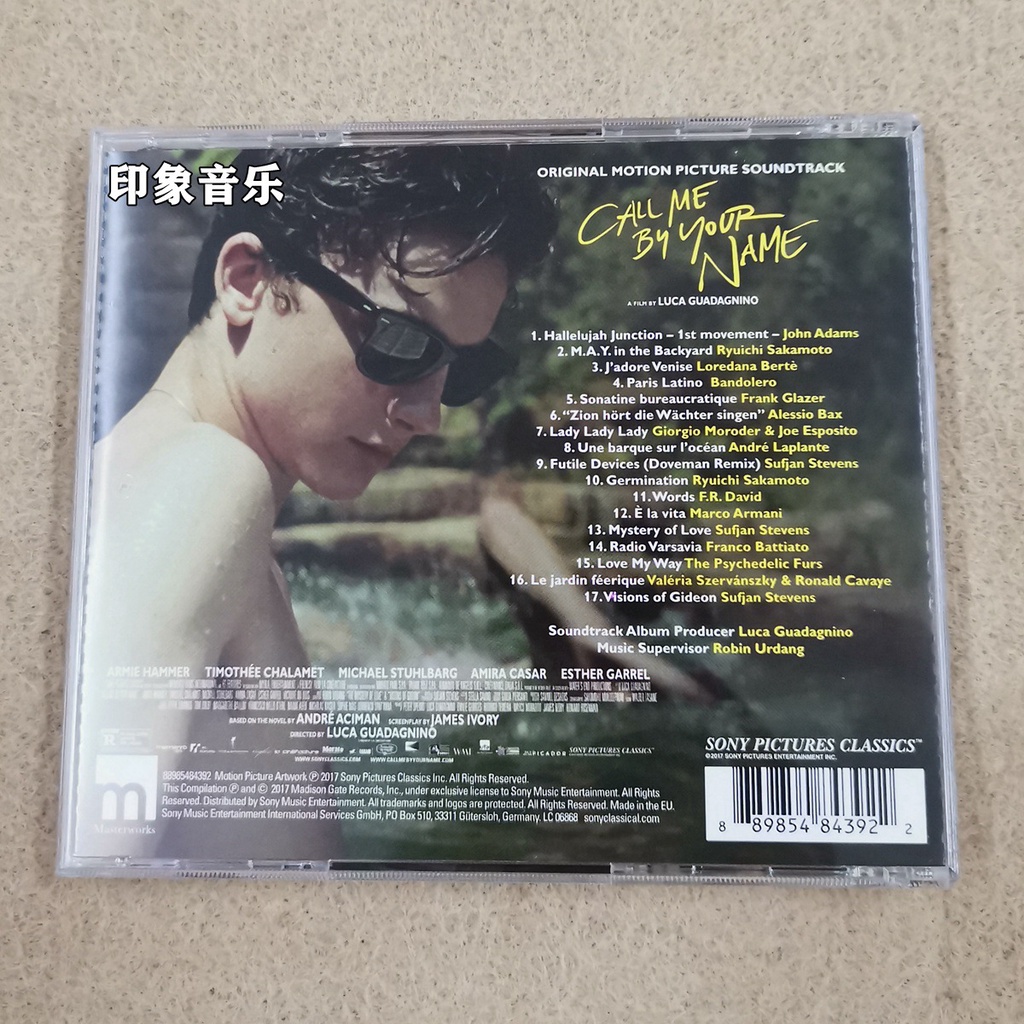 印象音乐
ORIGINAL MOTION PICTURE SOUNDTRACK
CALL ME
BY YOUR
NAME
A FILM BY LUCA GUADAGNINO
1. Hallelujah Junction – 1st movement – John Adams
2. M.A.Y. in the Backyard Ryuichi Sakamoto
3. J'adore Venise Loredana Bertè
4. Paris Latino Bandolero
5. Sonatine bureaucratique Frank Glazer
6. “Zion hört die Wächter singen” Alessio Bax
7. Lady Lady Lady Giorgio Moroder & Joe Esposito
8. Une barque sur l'océan André Laplante
9. Futile Devices (Doveman Remix) Sufjan Stevens
10. Germination Ryuichi Sakamoto
11. Words F.R. David
12. È la vita Marco Armani
13. Mystery of Love Sufjan Stevens
14. Radio Varsavia Franco Battiato
15. Love My Way The Psychedelic Furs
16. Le jardin féerique Valéria Szervánszky & Ronald Cavaye
17. Visions of Gideon Sufjan Stevens
Soundtrack Album Producer Luca Guadagnino
Music Supervisor Robin Urdang
ARMIE HAMMER TIMOTHÉE CHALAMET MICHAEL STUHLBARG AMIRA CASAR ESTHER GARREL
BASED ON THE NOVEL BY ANDRÉ ACIMAN SCREENPLAY BY JAMES IVORY
DIRECTED BY LUCA GUADAGNINO
PICADOR SONY PICTURES CLASSICS
WWW.SONYCLASSICS.COM WWW.CALLMEBYYOURNAME.COM
SONY PICTURES CLASSICS™
©2017 SONY PICTURES ENTERTAINMENT INC.
m
Masterworks
88985484392 Motion Picture Artwork ℗ 2017 Sony Pictures Classics Inc. All Rights Reserved.
This Compilation ℗ and © 2017 Madison Gate Records, Inc., under exclusive license to Sony Music Entertainment. All Rights
Reserved. Distributed by Sony Music Entertainment. All trademarks and logos are protected. All Rights Reserved. Made in the EU.
Sony Music Entertainment International Services GmbH, PO Box 510, 33311 Gütersloh, Germany. LC 06868 sonyclassical.com
8 89854 84392 2